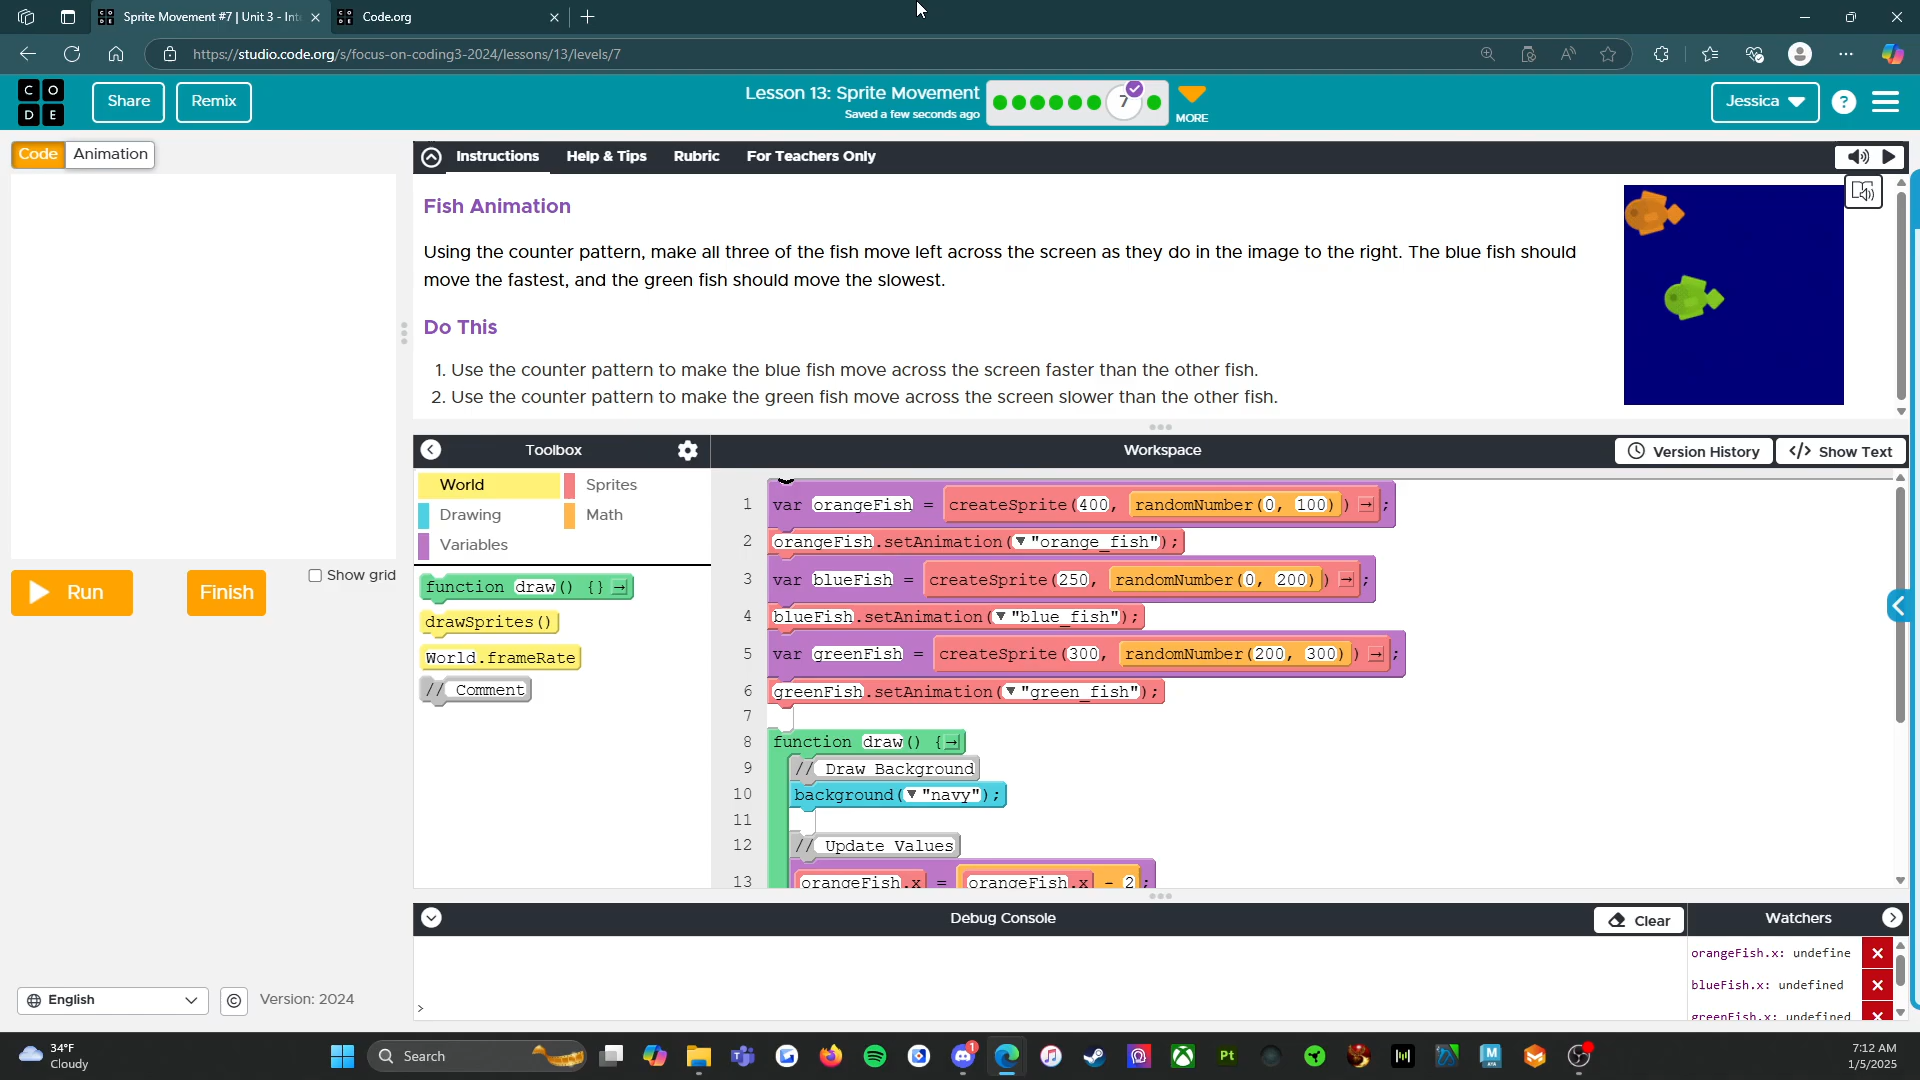 Sprite Movement #7 | Unit 3 - Int
Code.org
https://studio.code.org/s/focus-on-coding3-2024/lessons/13/levels/7
CODE
Share
Remix
Lesson 13: Sprite Movement
Saved a few seconds ago
7
MORE
Jessica
?
Code
Animation
Instructions
Help & Tips
Rubric
For Teachers Only
Fish Animation
Using the counter pattern, make all three of the fish move left across the screen as they do in the image to the right. The blue fish should
move the fastest, and the green fish should move the slowest.
Do This
1. Use the counter pattern to make the blue fish move across the screen faster than the other fish.
2. Use the counter pattern to make the green fish move across the screen slower than the other fish.
Toolbox
Workspace
Version History
</> Show Text
World
Sprites
Drawing
Math
Variables
function draw() {}→
drawSprites()
World.frameRate
// Comment
1 var orangeFish = createSprite(400, randomNumber(0, 100))→;
2 orangeFish.setAnimation(▼"orange_fish");
3 var blueFish = createSprite(250, randomNumber(0, 200))→;
4 blueFish.setAnimation(▼"blue_fish");
5 var greenFish = createSprite(300, randomNumber(200, 300))→;
6 greenFish.setAnimation(▼"green_fish");
7
8 function draw() {→
9 // Draw Background
10 background(▼"navy");
11
12 // Update Values
13 orangeFish.x = orangeFish.x - 2;
Run
Finish
Show grid
Debug Console
Clear
Watchers
>
orangeFish.x: undefine
blueFish.x: undefined
greenFish.x: undefined
English
©
Version: 2024
34°F
Cloudy
Search
1
Pt
M
AYA
7:12 AM
1/5/2025